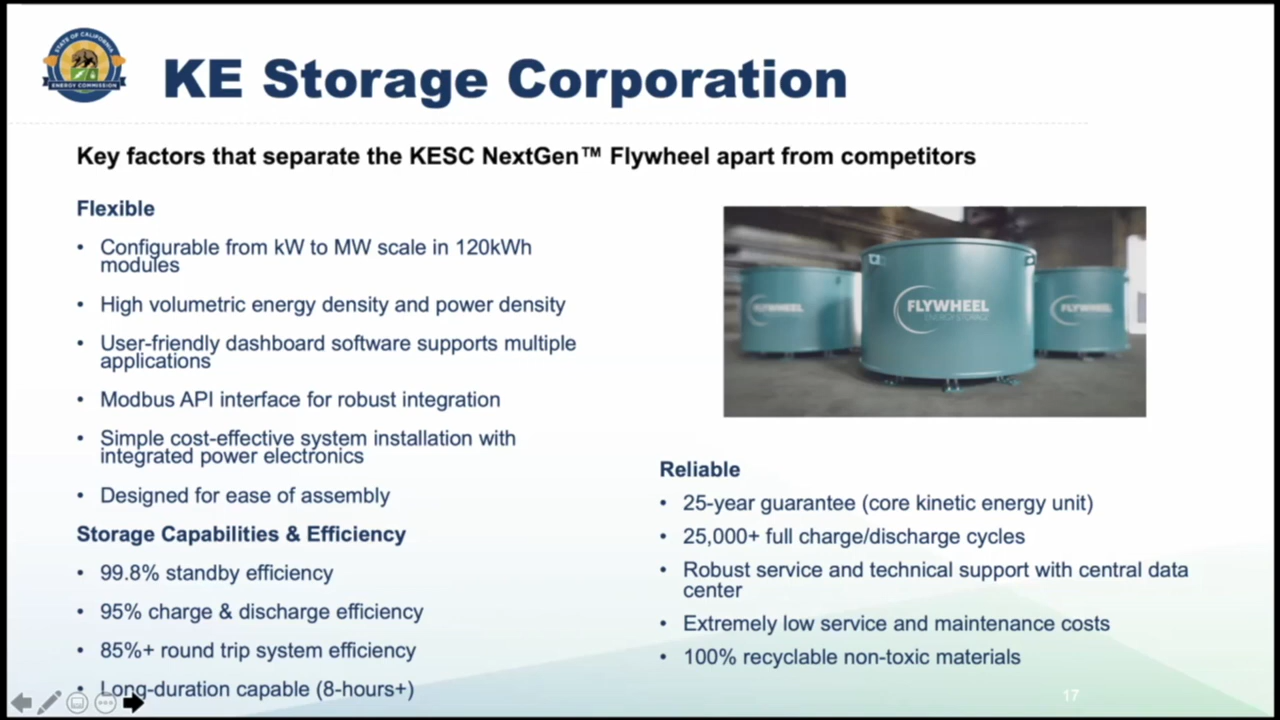 STATE OF CALIFORNIA
ENERGY COMMISSION
KE Storage Corporation
Key factors that separate the KESC NextGen™ Flywheel apart from competitors
Flexible
• Configurable from kW to MW scale in 120kWh
modules
• High volumetric energy density and power density
• User-friendly dashboard software supports multiple
applications
• Modbus API interface for robust integration
• Simple cost-effective system installation with
integrated power electronics
• Designed for ease of assembly
Storage Capabilities & Efficiency
• 99.8% standby efficiency
• 95% charge & discharge efficiency
• 85%+ round trip system efficiency
• Long-duration capable (8-hours+)
FLYWHEEL
FLYWHEEL
ENERGY STORAGE
FLYWHEEL
Reliable
• 25-year guarantee (core kinetic energy unit)
• 25,000+ full charge/discharge cycles
• Robust service and technical support with central data
center
• Extremely low service and maintenance costs
• 100% recyclable non-toxic materials
17